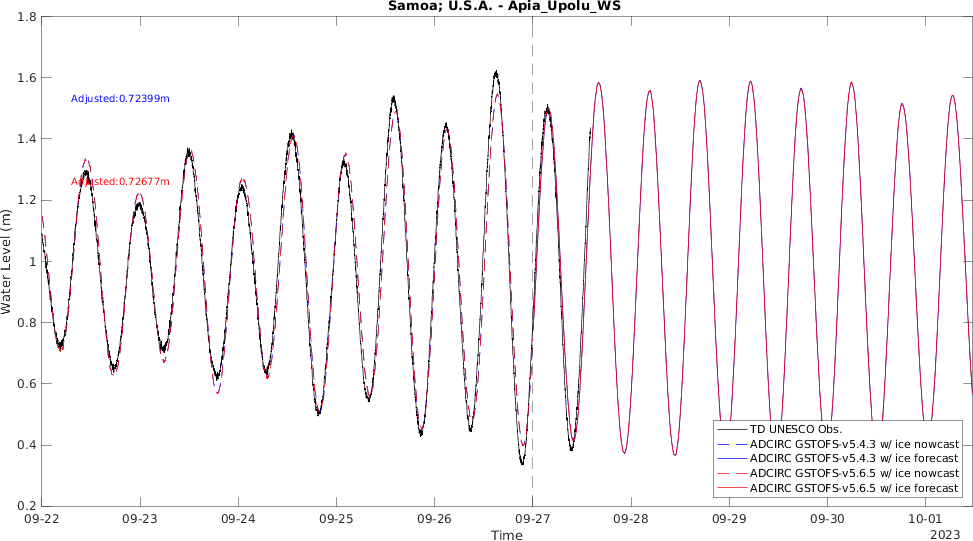 Samoa; U.S.A. - Apia_Upolu_WS
1.8
1.6
1.4
1.2
1
0.8
0.6
0.4
0.2
Water Level (m)
Adjusted:0.72399m
Adjusted:0.72677m
TD UNESCO Obs.
ADCIRC GSTOFS-v5.4.3 w/ ice nowcast
ADCIRC GSTOFS-v5.4.3 w/ ice forecast
ADCIRC GSTOFS-v5.6.5 w/ ice nowcast
ADCIRC GSTOFS-v5.6.5 w/ ice forecast
09-22 09-23 09-24 09-25 09-26 09-27 09-28 09-29 09-30 10-01
Time
2023